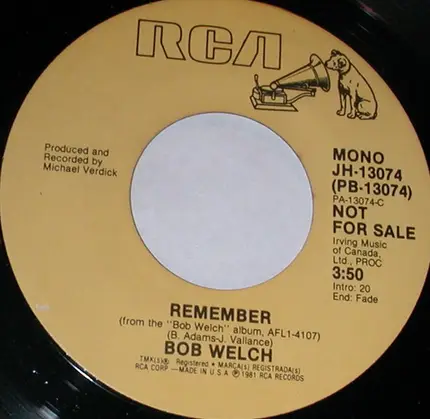 RCA
Produced and
Recorded by
Michael Verdick
MONO
JH-13074
(PB-13074)
PA-13074-C
NOT
FOR SALE
Irving Music
of Canada,
Ltd., PROC
3:50
Intro: 20
End: Fade
REMEMBER
(from the "Bob Welch" album, AFL1-4107)
(B. Adams-J. Vallance)
BOB WELCH
TMK(S)® Registered • MARCA(S) REGISTRADA(S)
RCA CORP.—MADE IN U.S.A. ℗ 1981 RCA RECORDS